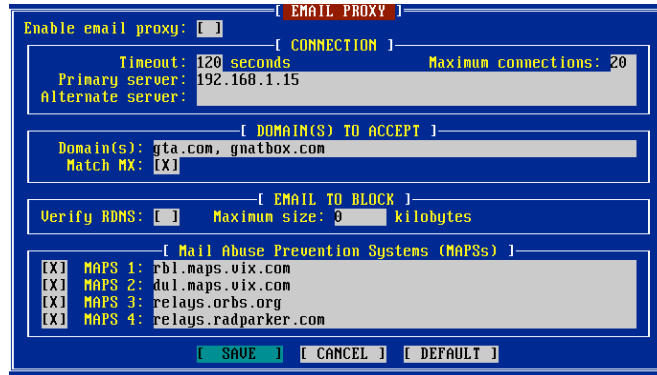 [ EMAIL PROXY ]
Enable email proxy: [ ]
[ CONNECTION ]
Timeout: 120 seconds Maximum connections: 20
Primary server: 192.168.1.15
Alternate server:
[ DOMAIN(S) TO ACCEPT ]
Domain(s): gta.com, gnatbox.com
Match MX: [X]
[ EMAIL TO BLOCK ]
Verify RDNS: [ ] Maximum size: 0 kilobytes
[ Mail Abuse Prevention Systems (MAPSs) ]
[X] MAPS 1: rbl.maps.vix.com
[X] MAPS 2: dul.maps.vix.com
[X] MAPS 3: relays.orbs.org
[X] MAPS 4: relays.radparker.com
[ SAVE ] [ CANCEL ] [ DEFAULT ]